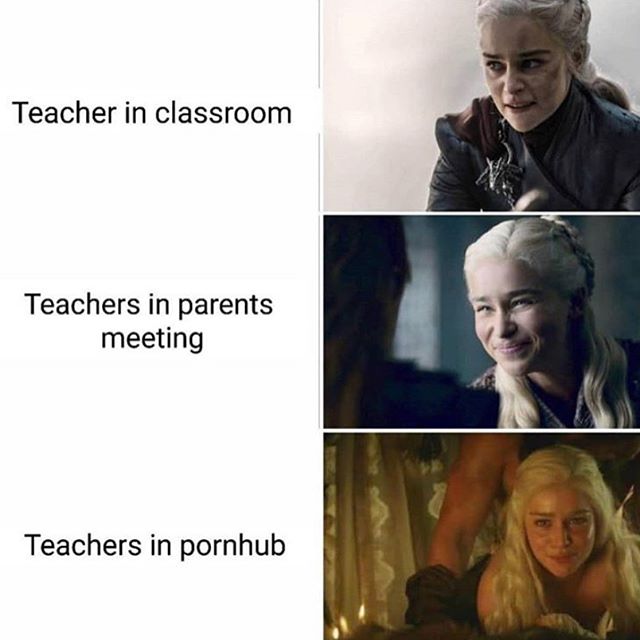 Teacher in classroom
Teachers in parents
meeting
Teachers in pornhub